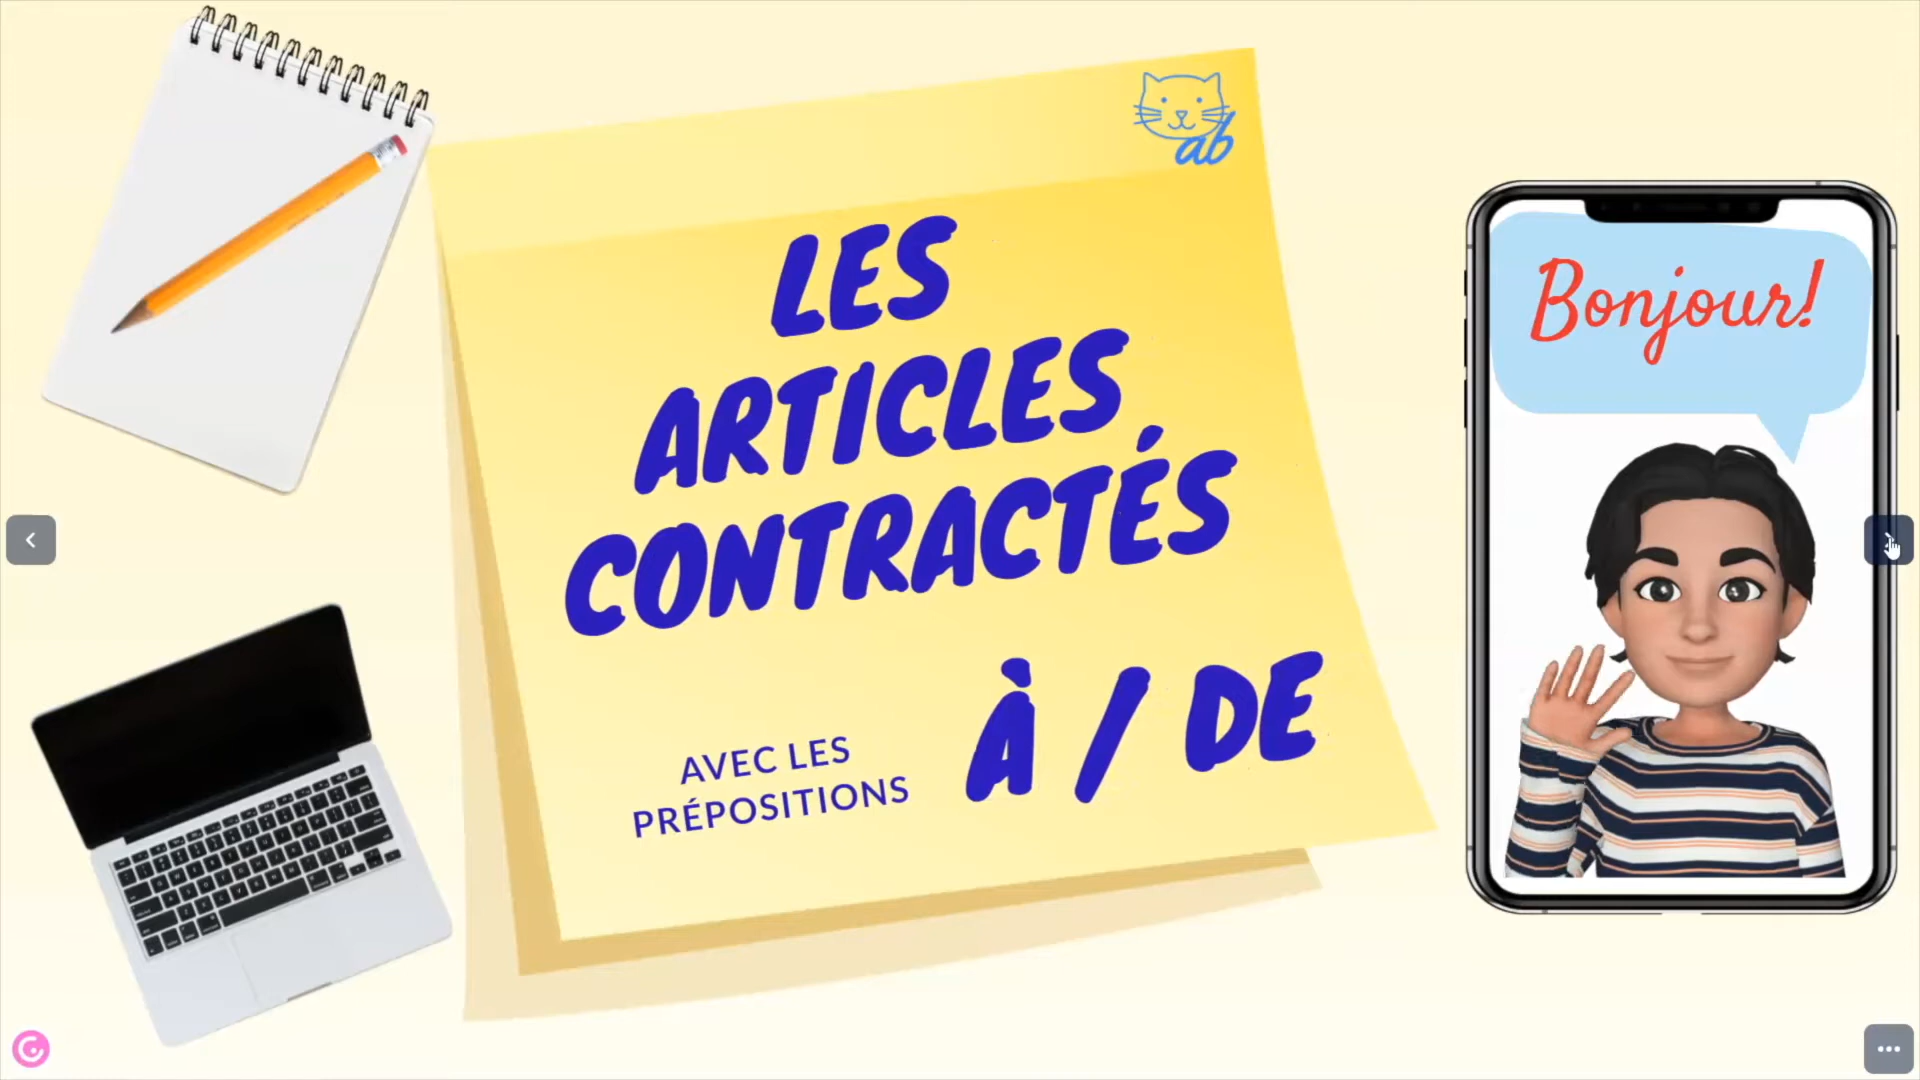 ab
LES
ARTICLES
CONTRACTÉS
AVEC LES
PRÉPOSITIONS
À / DE
Bonjour!